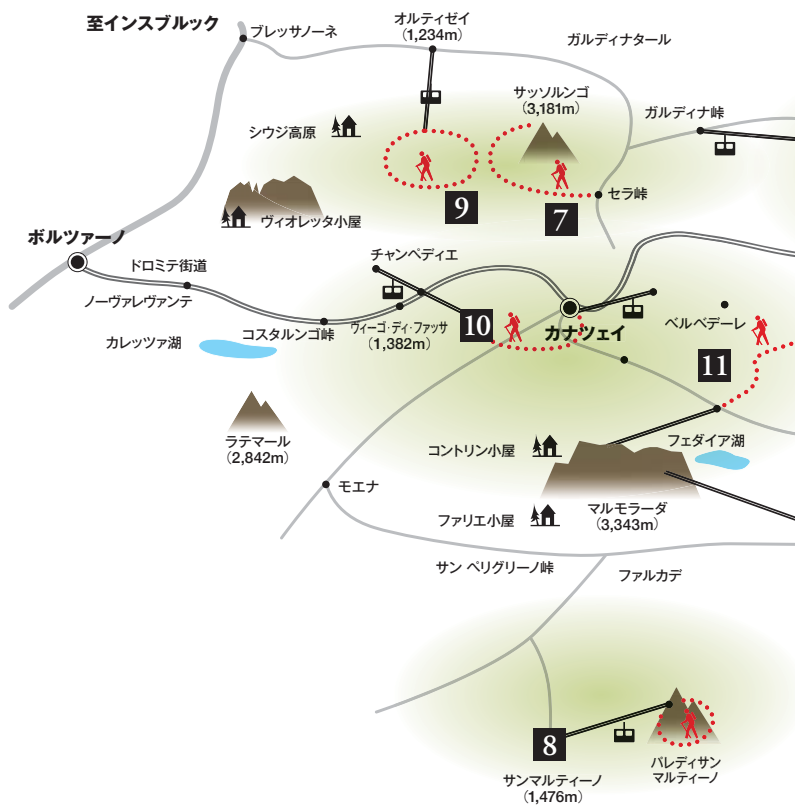 至インスブルック
ブレッサノーネ
オルティゼイ
(1,234m)
ガルディナタール
サッソルンゴ
(3,181m)
ガルディナ峠
シウジ高原
セラ峠
9
7
ヴィオレッタ小屋
ボルツァーノ
ドロミテ街道
チャンペディエ
ノーヴァレヴァンテ
コスタルンゴ峠
ヴィーゴ・ディ・ファッサ
(1,382m)
10
カナツェイ
ベルベデーレ
カレッツァ湖
11
ラテマール
(2,842m)
コントリン小屋
フェダイア湖
モエナ
ファリエ小屋
マルモラーダ
(3,343m)
サン ペリグリーノ峠
ファルカデ
8
サンマルティーノ
(1,476m)
パレディサン
マルティーノ